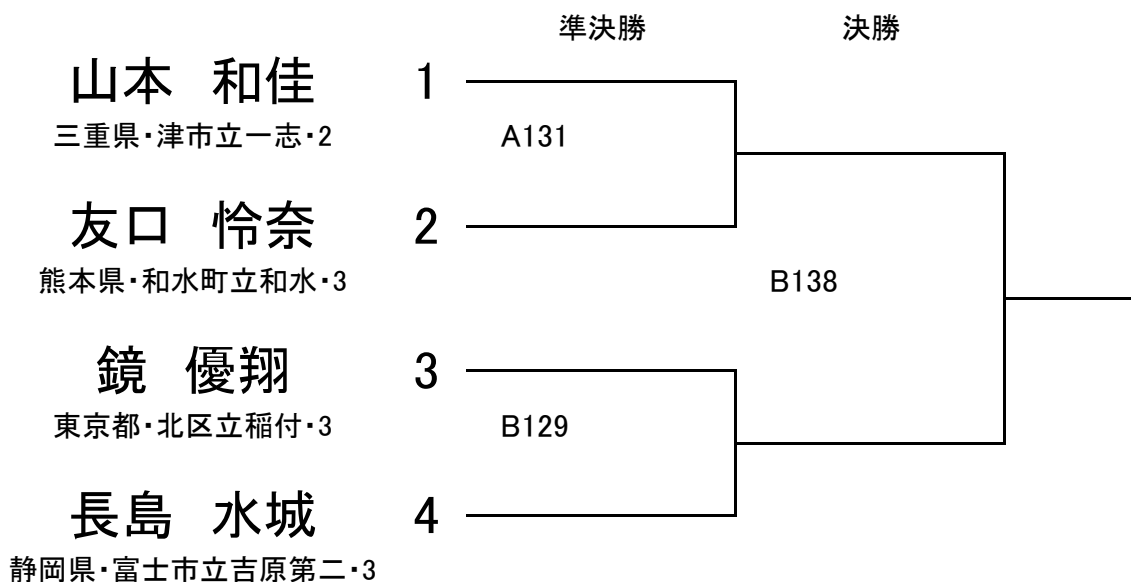 準決勝 決勝
山本 和佳 1
三重県・津市立一志・2 A131
友口 怜奈 2
熊本県・和水町立和水・3 B138
鏡 優翔 3
東京都・北区立稲付・3 B129
長島 水城 4
静岡県・富士市立吉原第二・3